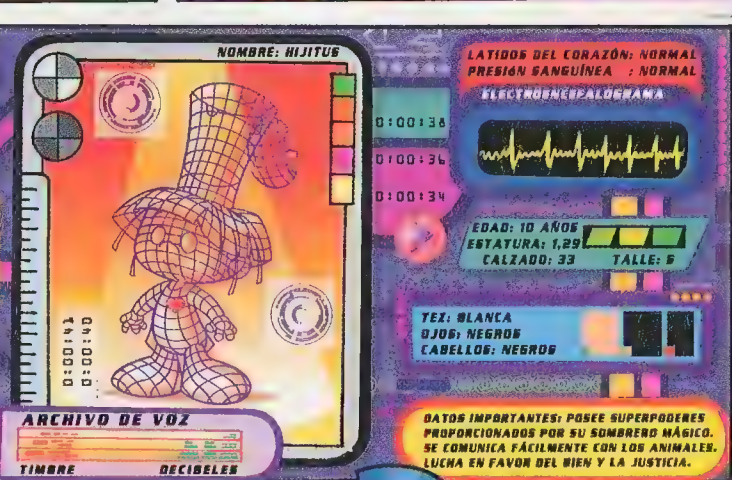 NOMBRE: HIJITUS
0:00:41
0:00:40
ARCHIVO DE VOZ
TIMBRE DECIBELES
0:00:38
0:00:36
0:00:34
LATIDOS DEL CORAZÓN: NORMAL
PRESIÓN SANGUÍNEA : NORMAL
ELECTROENCEFALOGRAMA
EDAD: 10 AÑOS
ESTATURA: 1,25
CALZADO: 33 TALLE: 6
TEZ: BLANCA
OJOS: NEGROS
CABELLOS: NEGROS
DATOS IMPORTANTES: POSEE SUPERPODERES
PROPORCIONADOS POR SU SOMBRERO MÁGICO.
SE COMUNICA FÁCILMENTE CON LOS ANIMALES.
LUCHA EN FAVOR DEL BIEN Y LA JUSTICIA.